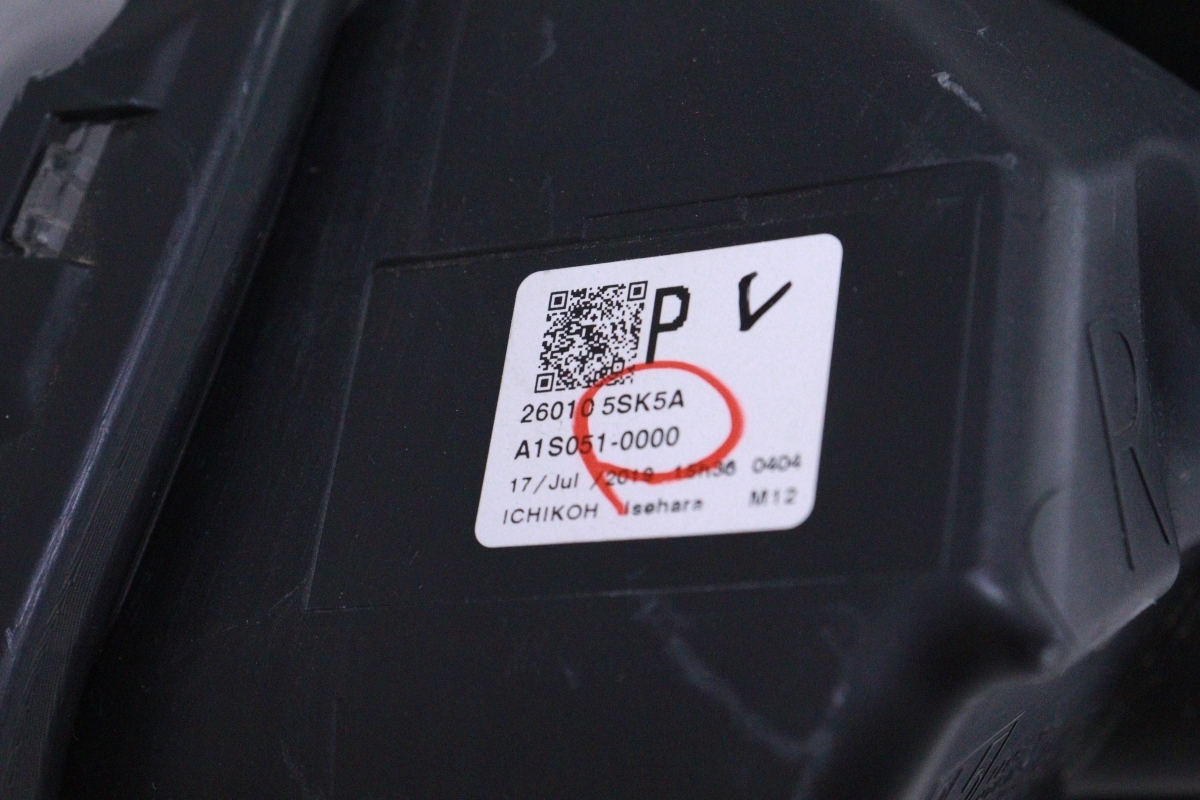 P V
26010 5SK5A
A1S051-0000
17/Jul /2019 15h36 0404
ICHIKOH Isehara M12
R